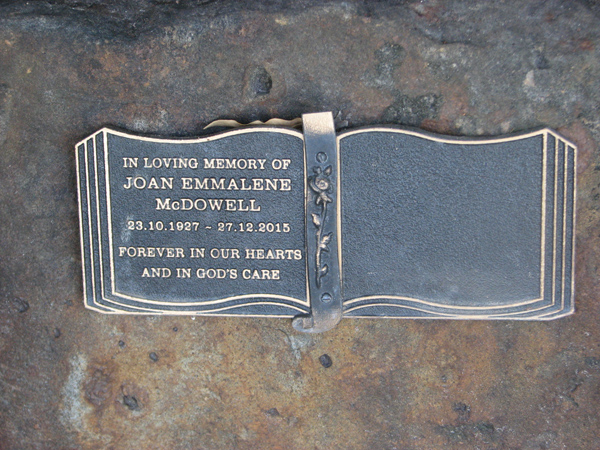 IN LOVING MEMORY OF
JOAN EMMALENE
McDOWELL
23.10.1927 ~ 27.12.2015
FOREVER IN OUR HEARTS
AND IN GOD'S CARE